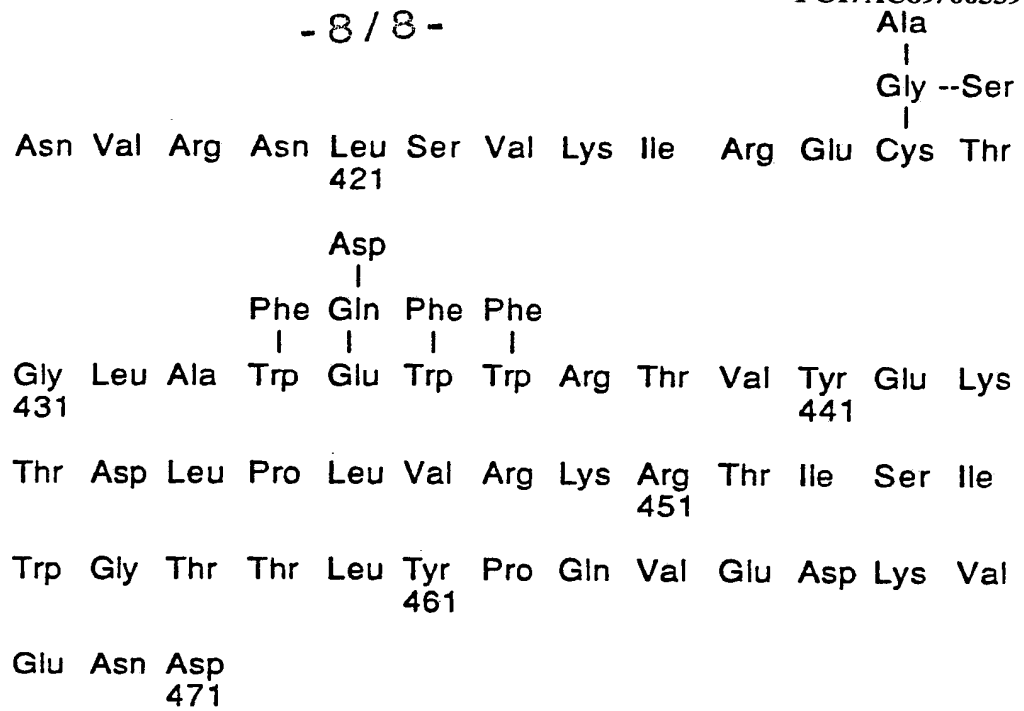 - 8 / 8 -
Ala
|
Gly --Ser
|
Asn Val Arg Asn Leu Ser Val Lys Ile Arg Glu Cys Thr
421
Asp
|
Phe Gln Phe Phe
| | | |
Gly Leu Ala Trp Glu Trp Trp Arg Thr Val Tyr Glu Lys
431 441
Thr Asp Leu Pro Leu Val Arg Lys Arg Thr Ile Ser Ile
451
Trp Gly Thr Thr Leu Tyr Pro Gln Val Glu Asp Lys Val
461
Glu Asn Asp
471